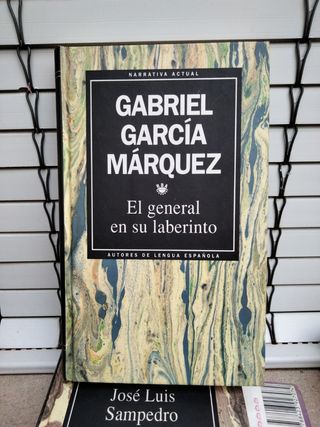 NARRATIVA ACTUAL
GABRIEL
GARCÍA
MÁRQUEZ
El general
en su laberinto
AUTORES DE LENGUA ESPAÑOLA
José Luis
Sampedro